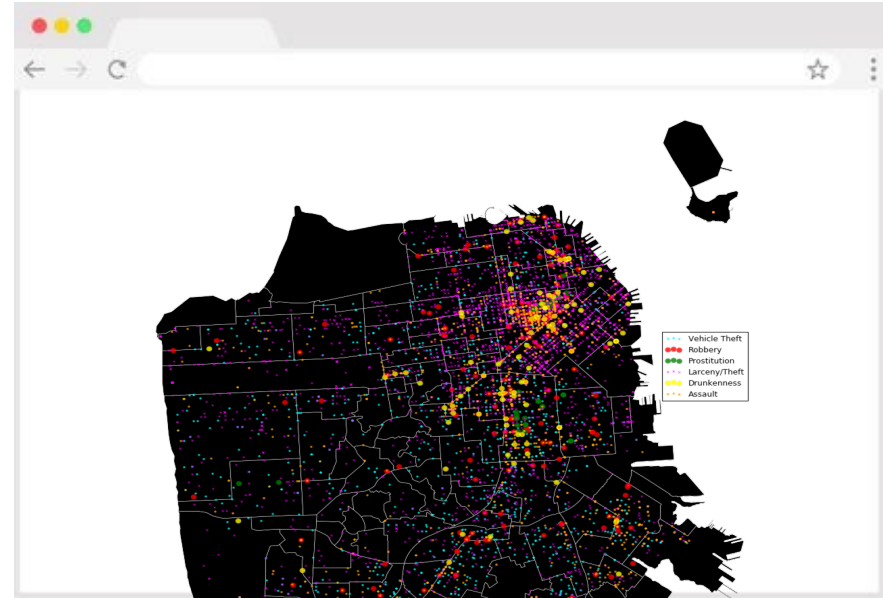 Vehicle Theft
Robbery
Prostitution
Larceny/Theft
Drunkenness
Assault